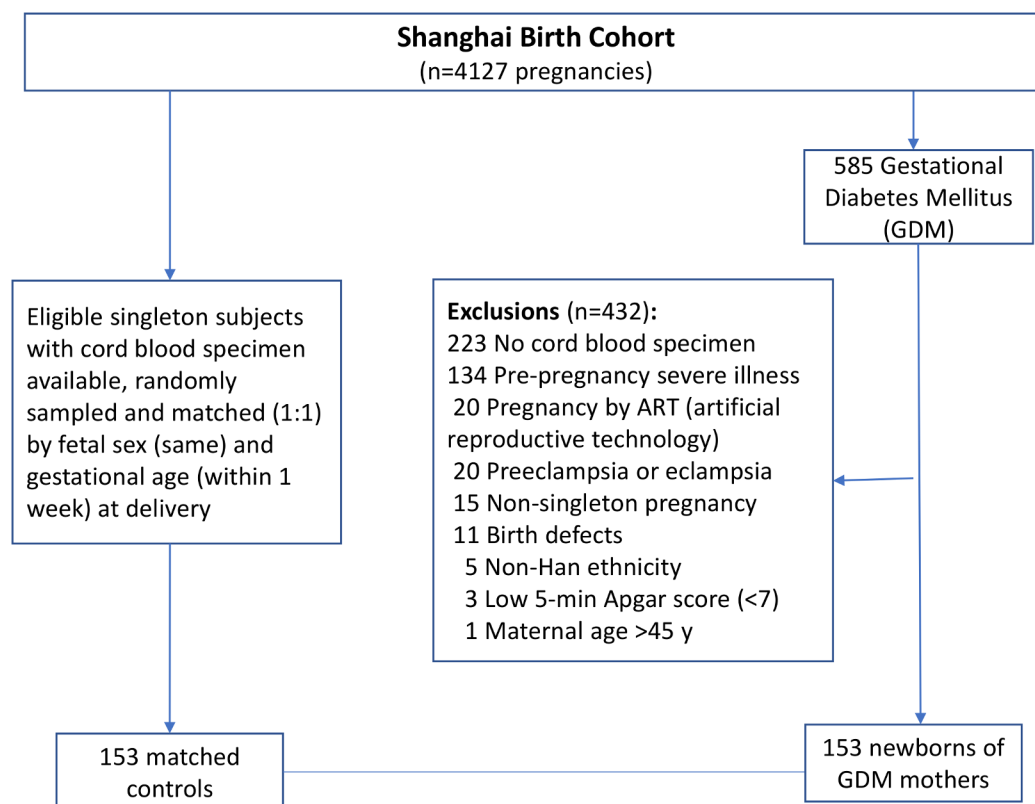 Shanghai Birth Cohort
(n=4127 pregnancies)
585 Gestational
Diabetes Mellitus
(GDM)
Eligible singleton subjects
with cord blood specimen
available, randomly
sampled and matched (1:1)
by fetal sex (same) and
gestational age (within 1
week) at delivery
Exclusions (n=432):
223 No cord blood specimen
134 Pre-pregnancy severe illness
20 Pregnancy by ART (artificial
reproductive technology)
20 Preeclampsia or eclampsia
15 Non-singleton pregnancy
11 Birth defects
5 Non-Han ethnicity
3 Low 5-min Apgar score (<7)
1 Maternal age >45 y
153 matched
controls
153 newborns of
GDM mothers